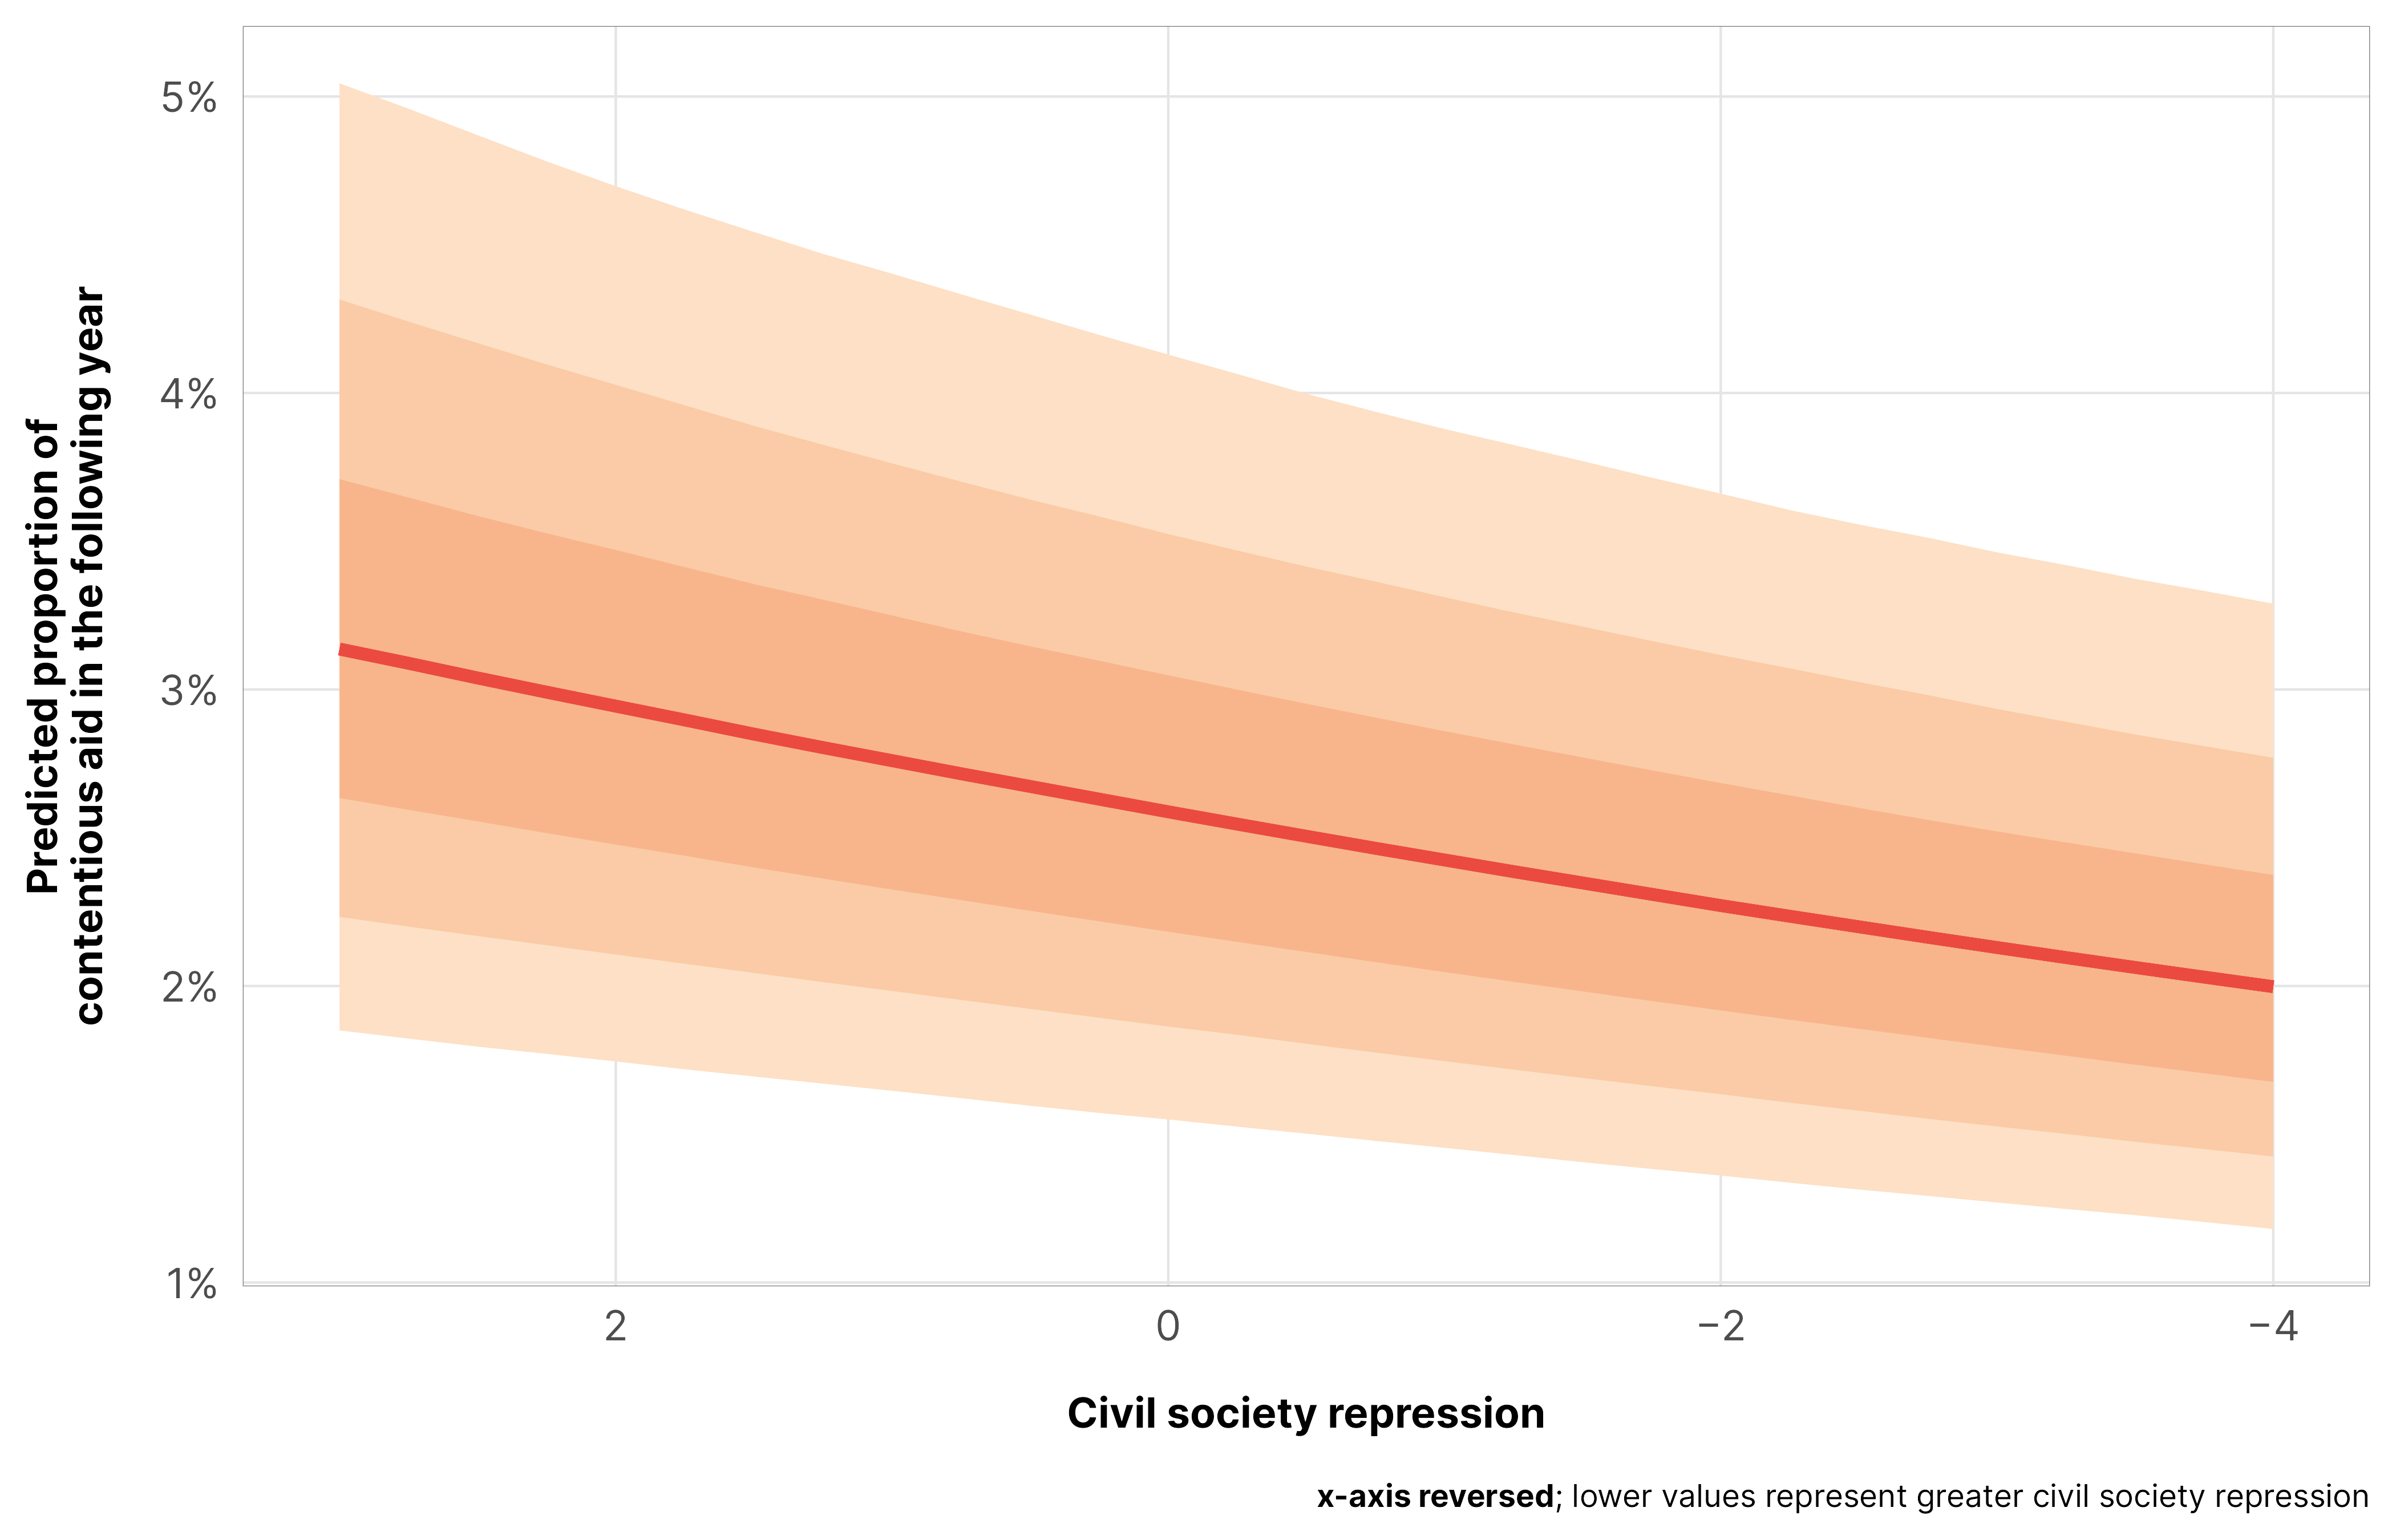 Predicted proportion of
contentious aid in the following year
5%
4%
3%
2%
1%
2
0
−2
−4
Civil society repression
x-axis reversed; lower values represent greater civil society repression